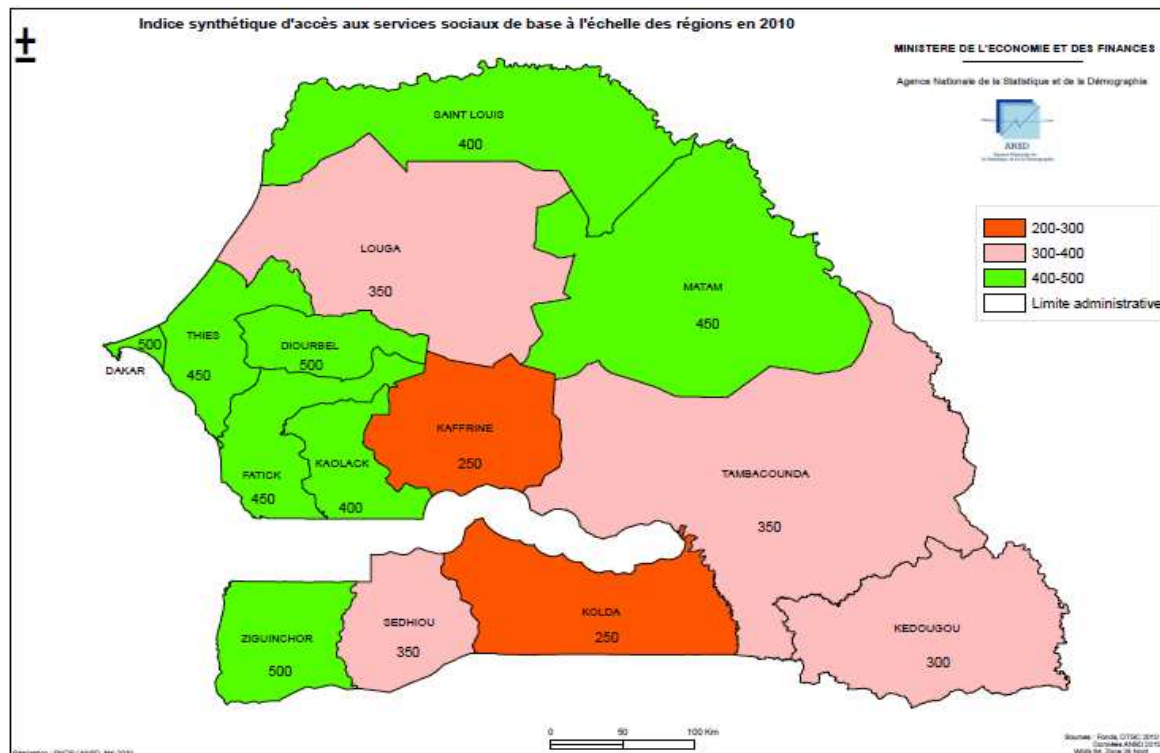 Indice synthétique d'accès aux services sociaux de base à l'échelle des régions en 2010
MINISTERE DE L'ECONOMIE ET DES FINANCES
Agence Nationale de la Statistique et de la Démographie
ANSD
±
SAINT LOUIS
400
200-300
300-400
400-500
Limite administrative
LOUGA
350
MATAM
450
THIES
450
500
DAKAR
DIOURBEL
500
KAFFRINE
250
FATICK
450
KAOLACK
400
TAMBACOUNDA
350
ZIGUINCHOR
500
SEDHIOU
350
KOLDA
250
KEDOUGOU
300
0 50 100 Km